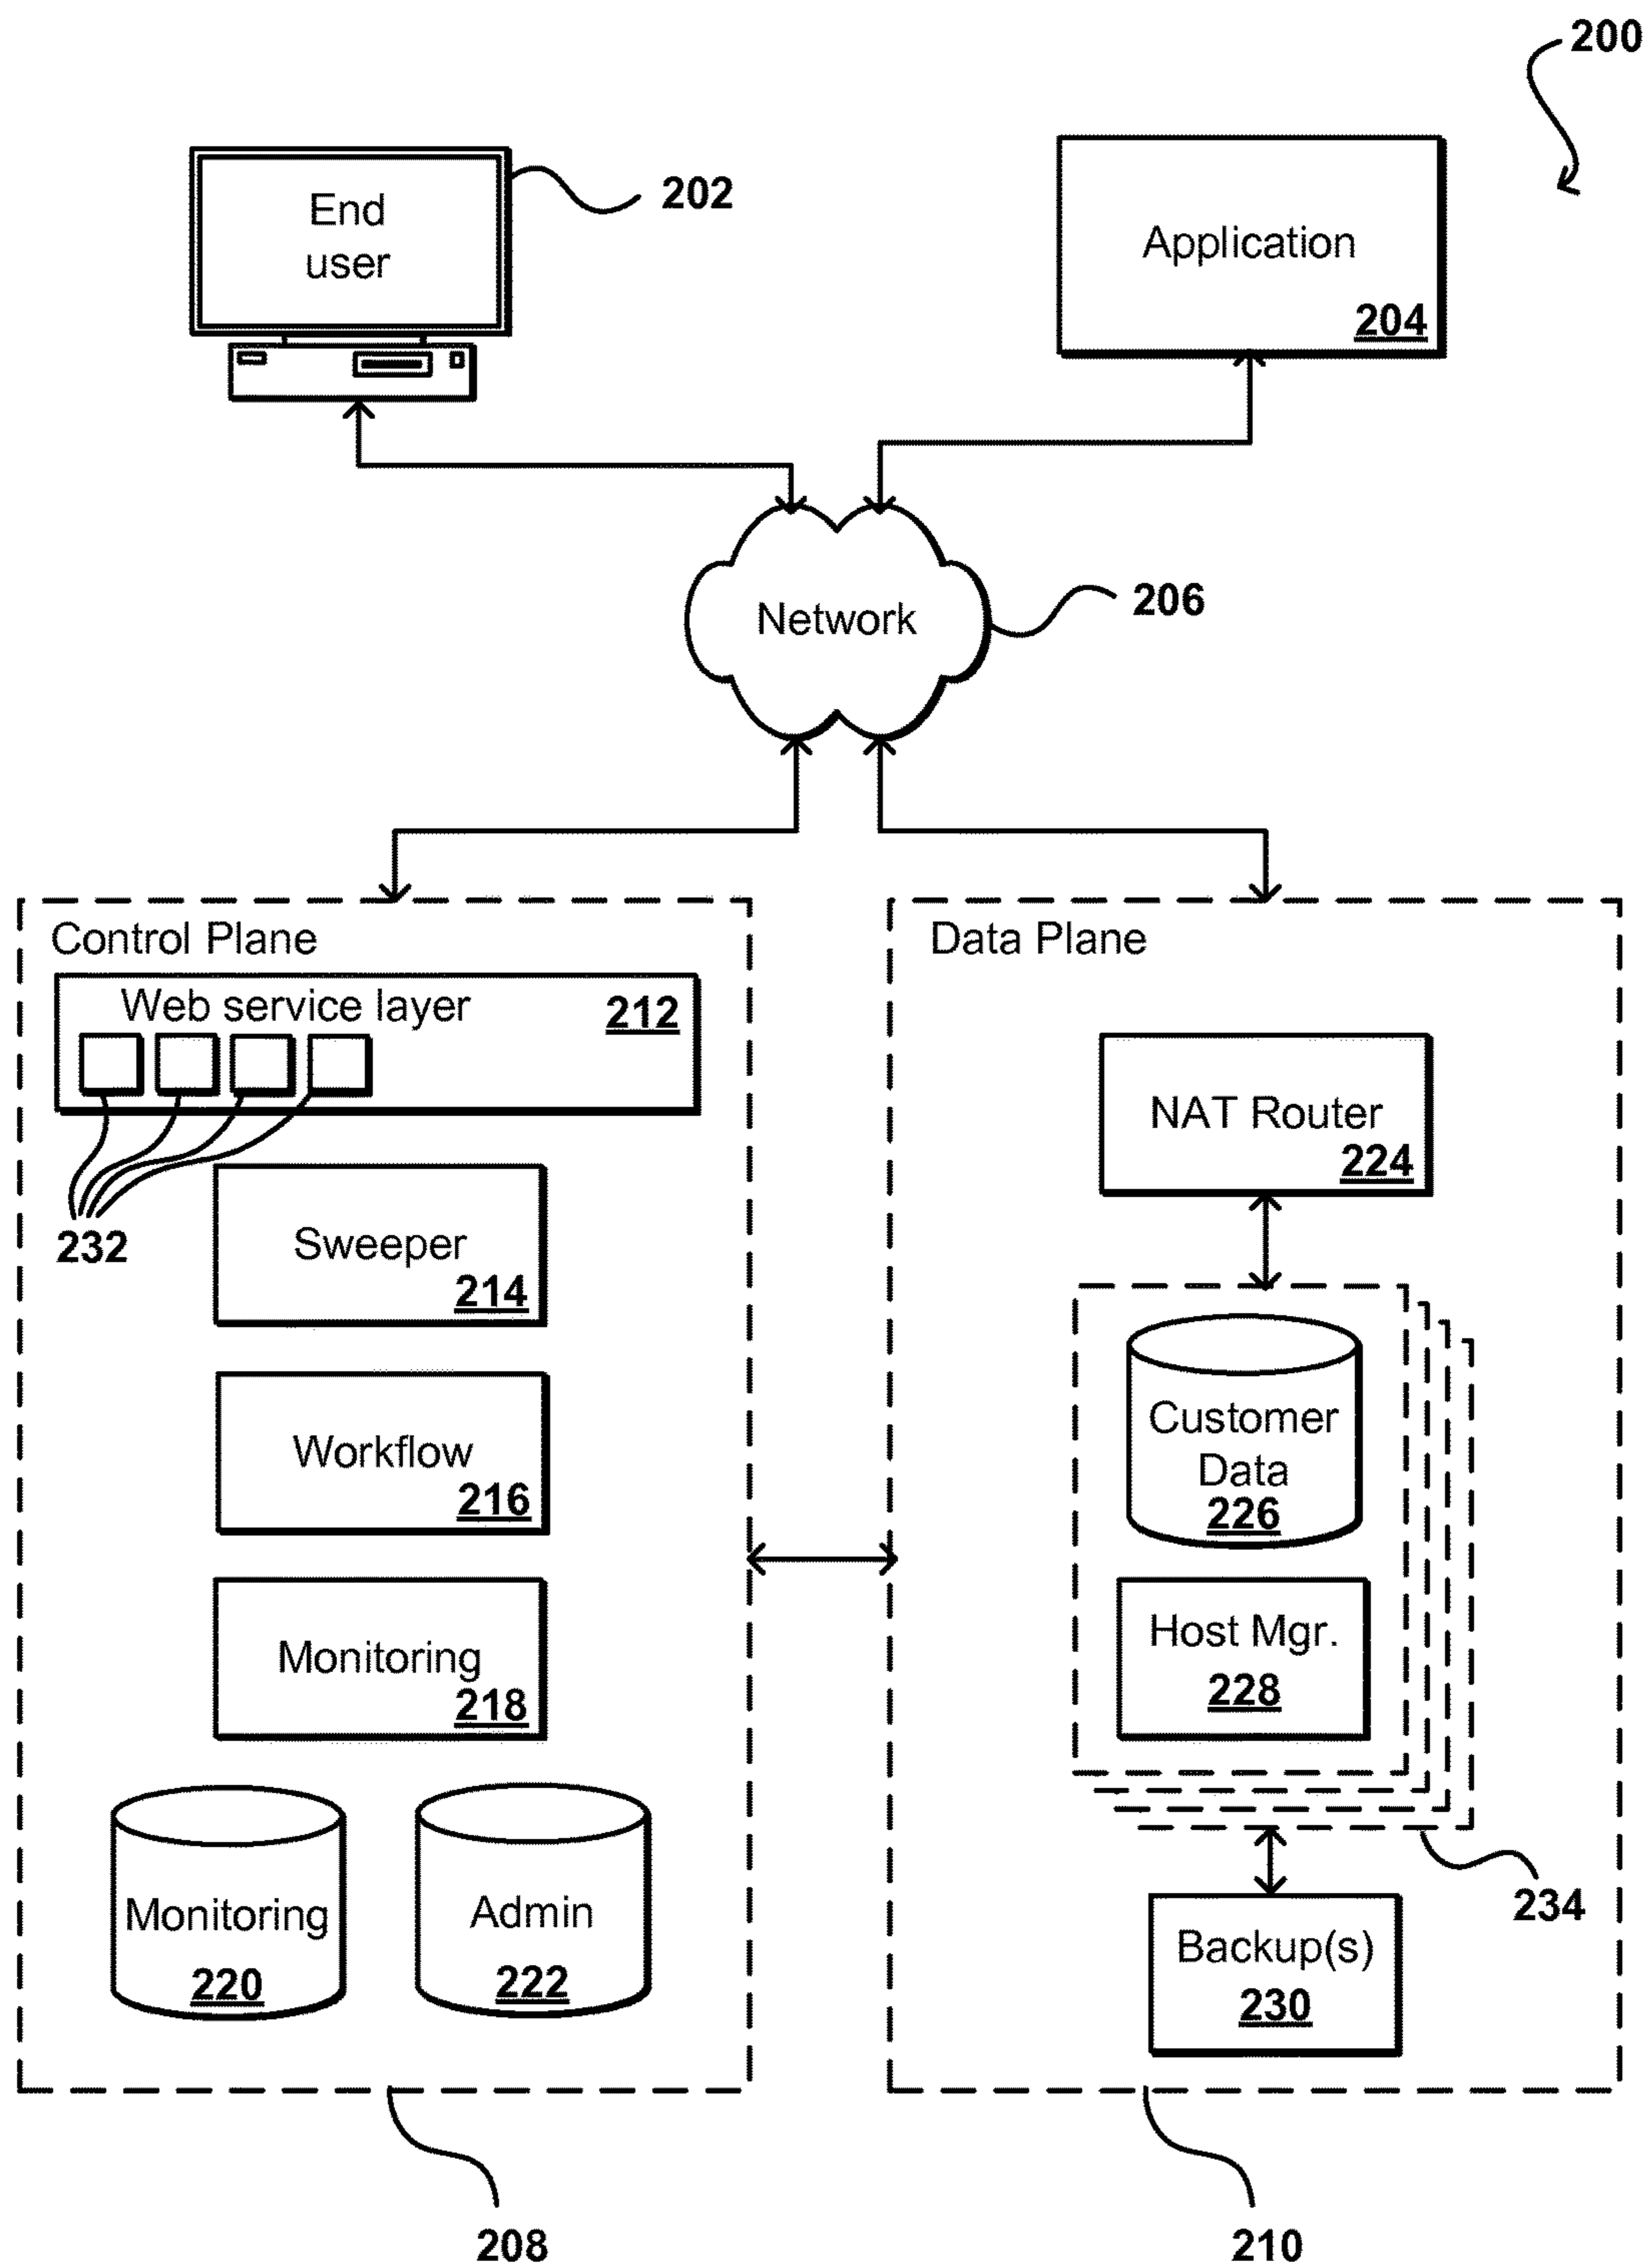 200
End
user
202
Application
204
Network
206
Control Plane
Web service layer
212
232
Sweeper
214
Workflow
216
Monitoring
218
Monitoring
220
Admin
222
208
Data Plane
NAT Router
224
Customer
Data
226
Host Mgr.
228
234
Backup(s)
230
210